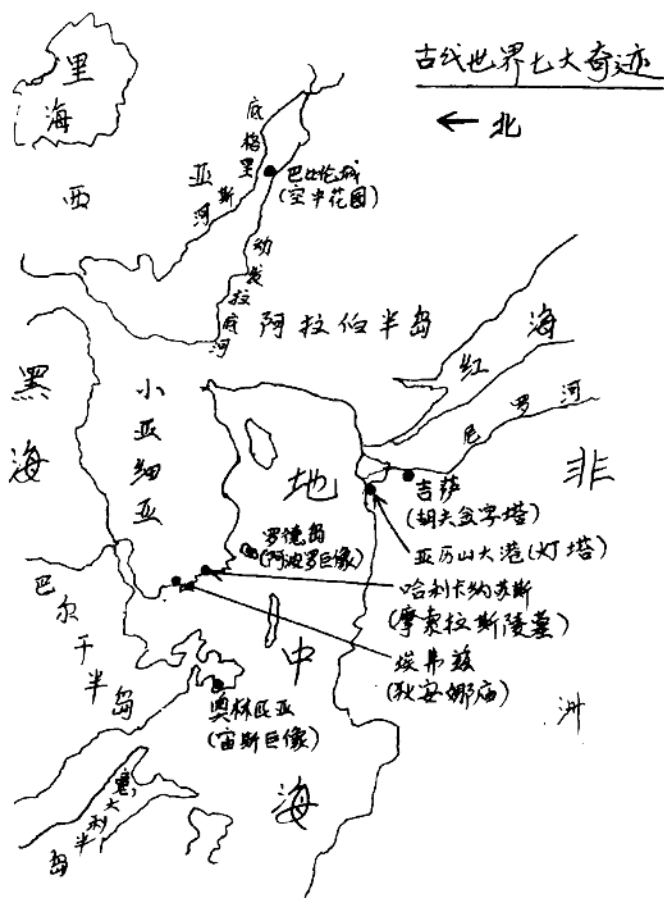 古代世界七大奇迹
← 北
里海
西亚
底格里斯河
巴比伦城
(空中花园)
幼发拉底河
阿拉伯半岛
红海
尼罗河
黑海
小亚细亚
地中海
非洲
吉萨
(胡夫金字塔)
亚历山大港(灯塔)
罗德岛
(阿波罗巨像)
哈利卡纳苏斯
(摩索拉斯陵墓)
埃弗兹
(狄安娜庙)
巴尔干半岛
奥林匹亚
(宙斯巨像)
意大利半岛